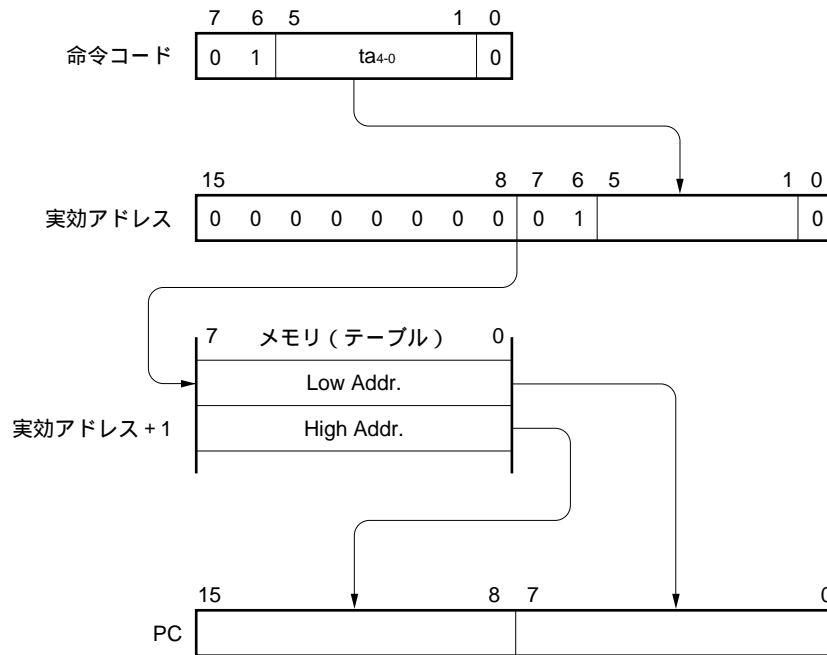 7 6 5 1 0
命令コード 0 1 ta4-0 0
15 8 7 6 5 1 0
実効アドレス 0 0 0 0 0 0 0 0 0 1 0
7 メモリ(テーブル) 0
Low Addr.
実効アドレス+1 High Addr.
15 8 7 0
PC